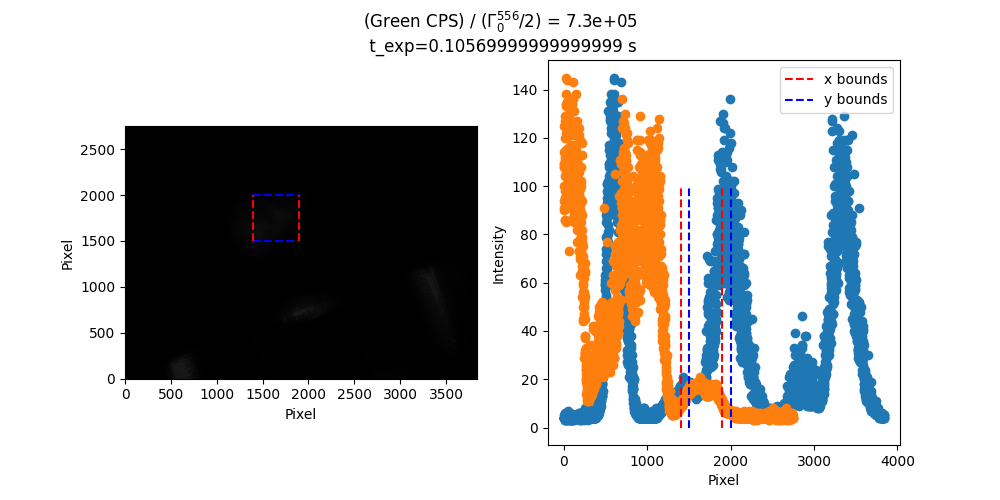 (Green CPS) / (Γ₀⁵⁵⁶/2) = 7.3e+05
t_exp=0.10569999999999999 s
2500
2000
1500
1000
500
0
Pixel
0 500 1000 1500 2000 2500 3000 3500
Pixel
140
120
100
80
60
40
20
0
Intensity
x bounds
y bounds
0 1000 2000 3000 4000
Pixel